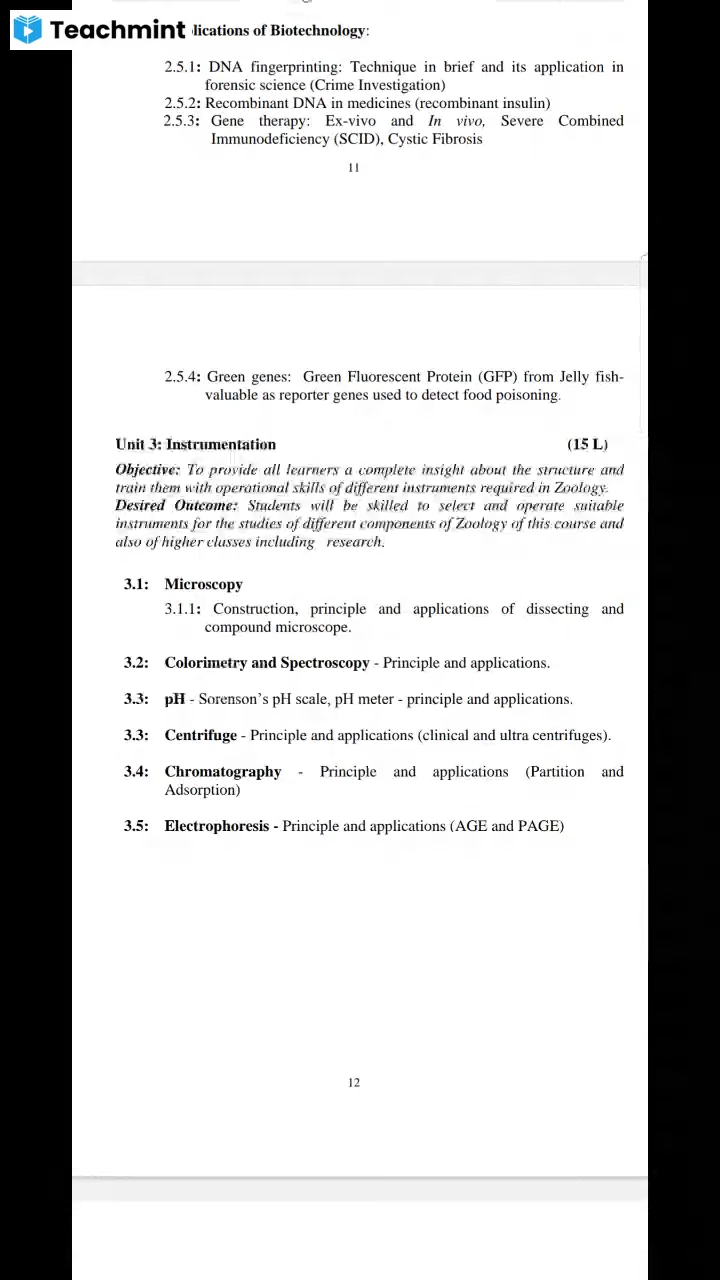 Teachmint lications of Biotechnology:
2.5.1: DNA fingerprinting: Technique in brief and its application in
forensic science (Crime Investigation)
2.5.2: Recombinant DNA in medicines (recombinant insulin)
2.5.3: Gene therapy: Ex-vivo and In vivo, Severe Combined
Immunodeficiency (SCID), Cystic Fibrosis
11
2.5.4: Green genes: Green Fluorescent Protein (GFP) from Jelly fish-
valuable as reporter genes used to detect food poisoning.
Unit 3: Instrumentation (15 L)
Objective: To provide all learners a complete insight about the structure and
train them with operational skills of different instruments required in Zoology.
Desired Outcome: Students will be skilled to select and operate suitable
instruments for the studies of different components of Zoology of this course and
also of higher classes including research.
3.1: Microscopy
3.1.1: Construction, principle and applications of dissecting and
compound microscope.
3.2: Colorimetry and Spectroscopy - Principle and applications.
3.3: pH - Sorenson's pH scale, pH meter - principle and applications.
3.3: Centrifuge - Principle and applications (clinical and ultra centrifuges).
3.4: Chromatography - Principle and applications (Partition and
Adsorption)
3.5: Electrophoresis - Principle and applications (AGE and PAGE)
12